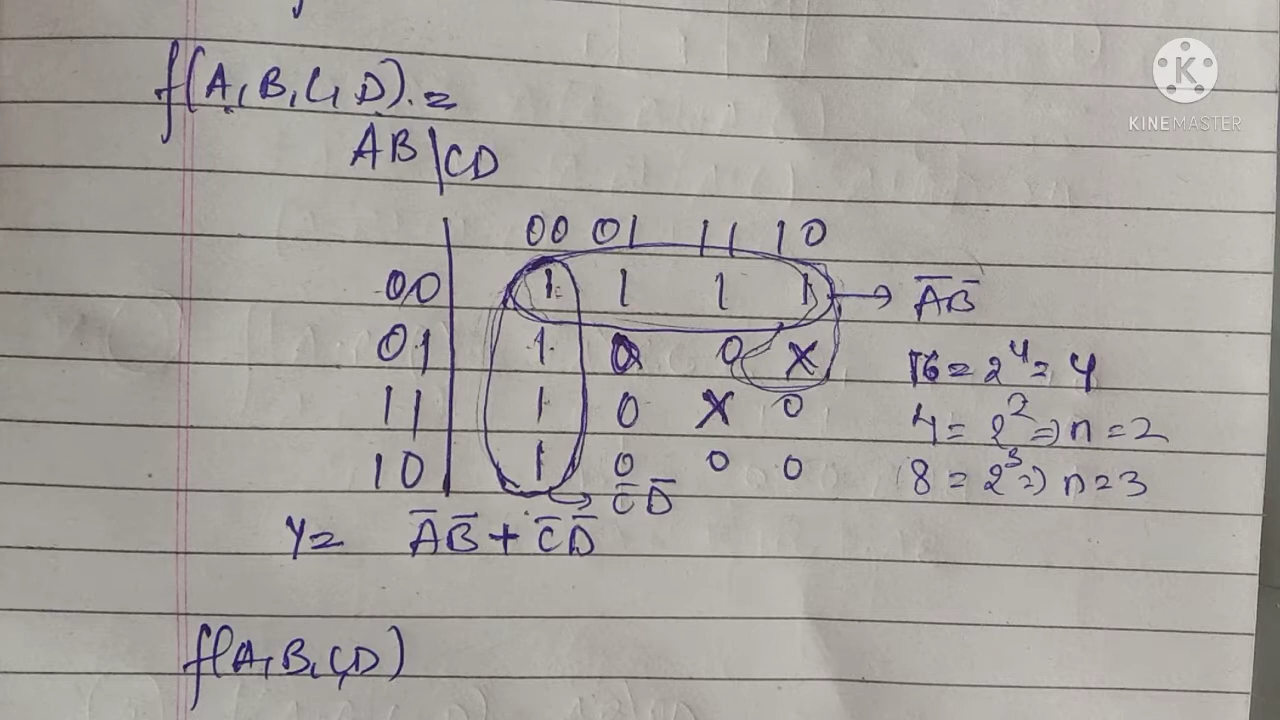 f(A,B,C,D).=
KINEMASTER
AB|CD
00 01 11 10
00 1 1 1 1 → A̅B̅
01 1 0 0 X 16=2⁴=4
11 1 0 X 0 4=2²⇒n=2
10 1 0 0 0 8=2³⇒n=3
C̅D̅
Y= A̅B̅+C̅D̅
f(A,B,C,D)